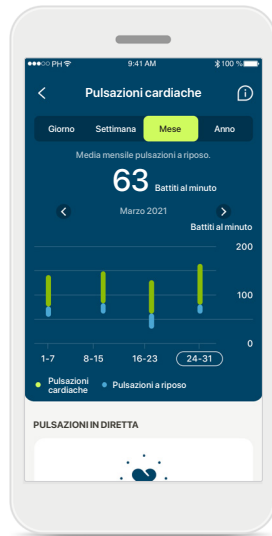 PH 9:41 AM 100 %
Pulsazioni cardiache
Giorno Settimana Mese Anno
Media mensile pulsazioni a riposo.
63 Battiti al minuto
Marzo 2021
Battiti al minuto
200
100
0
1-7 8-15 16-23 24-31
Pulsazioni
cardiache
Pulsazioni a riposo
PULSAZIONI IN DIRETTA